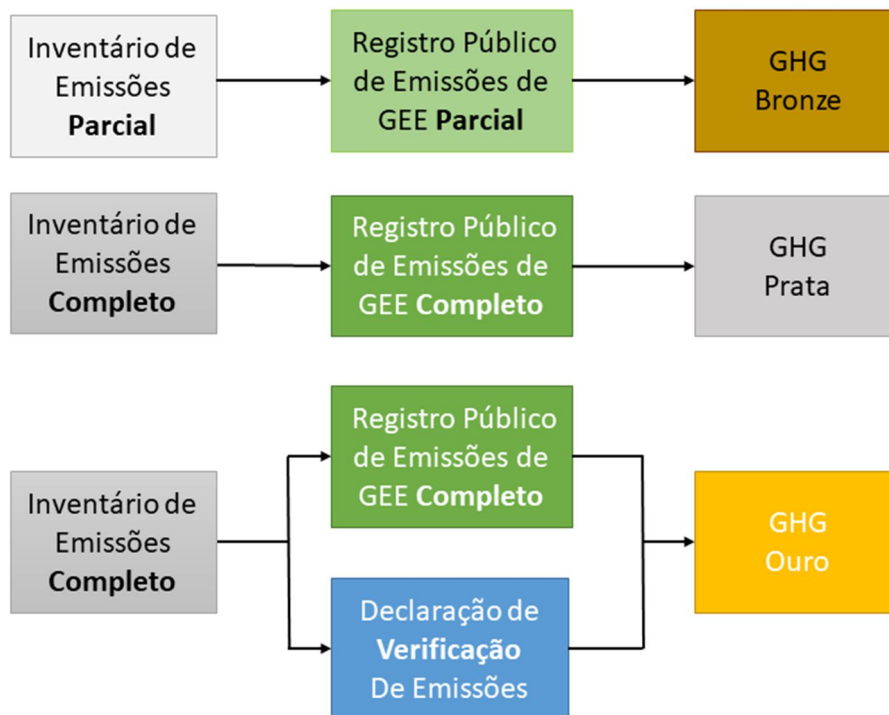 Inventário de
Emissões
Parcial
Registro Público
de Emissões de
GEE Parcial
GHG
Bronze
Inventário de
Emissões
Completo
Registro Público
de Emissões de
GEE Completo
GHG
Prata
Inventário de
Emissões
Completo
Registro Público
de Emissões de
GEE Completo
Declaração de
Verificação
De Emissões
GHG
Ouro